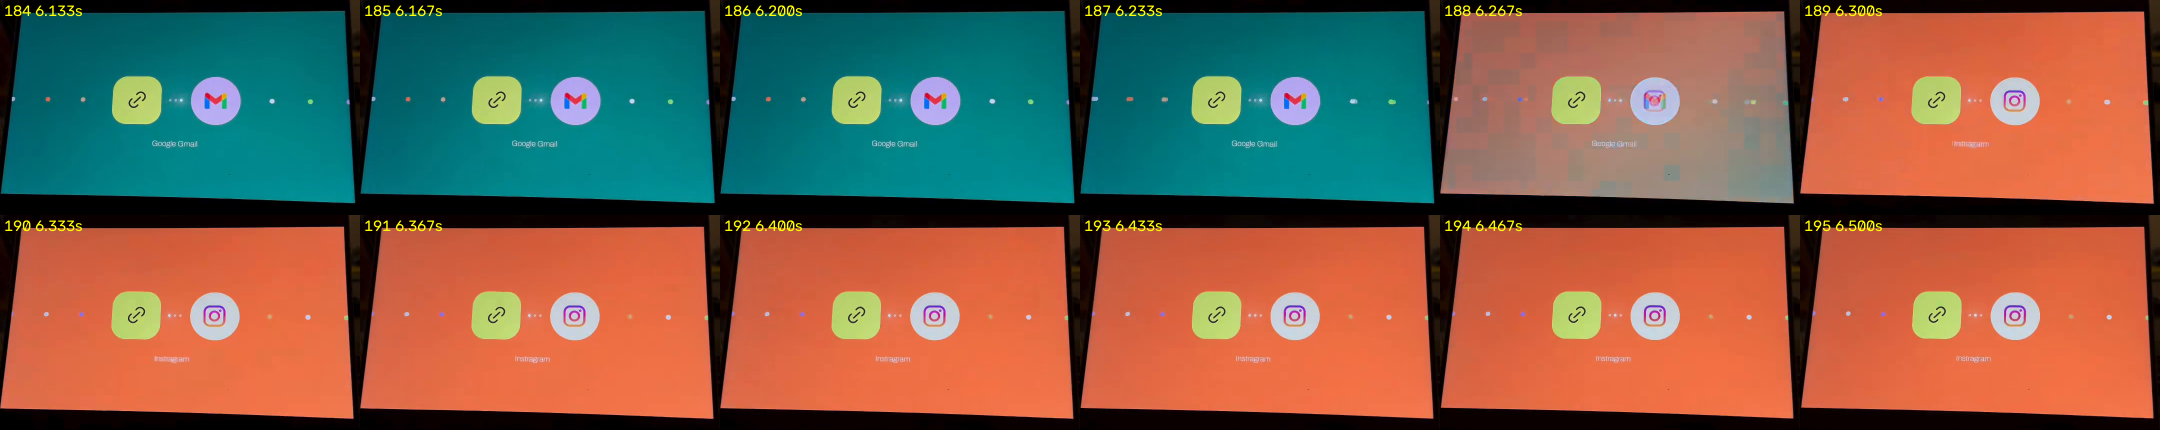 184 6.133s
185 6.167s
186 6.200s
187 6.233s
188 6.267s
189 6.300s
Google Gmail
Google Gmail
Google Gmail
Google Gmail
Google Gmail
Instagram
190 6.333s
191 6.367s
192 6.400s
193 6.433s
194 6.467s
195 6.500s
Instagram
Instagram
Instagram
Instagram
Instagram
Instagram